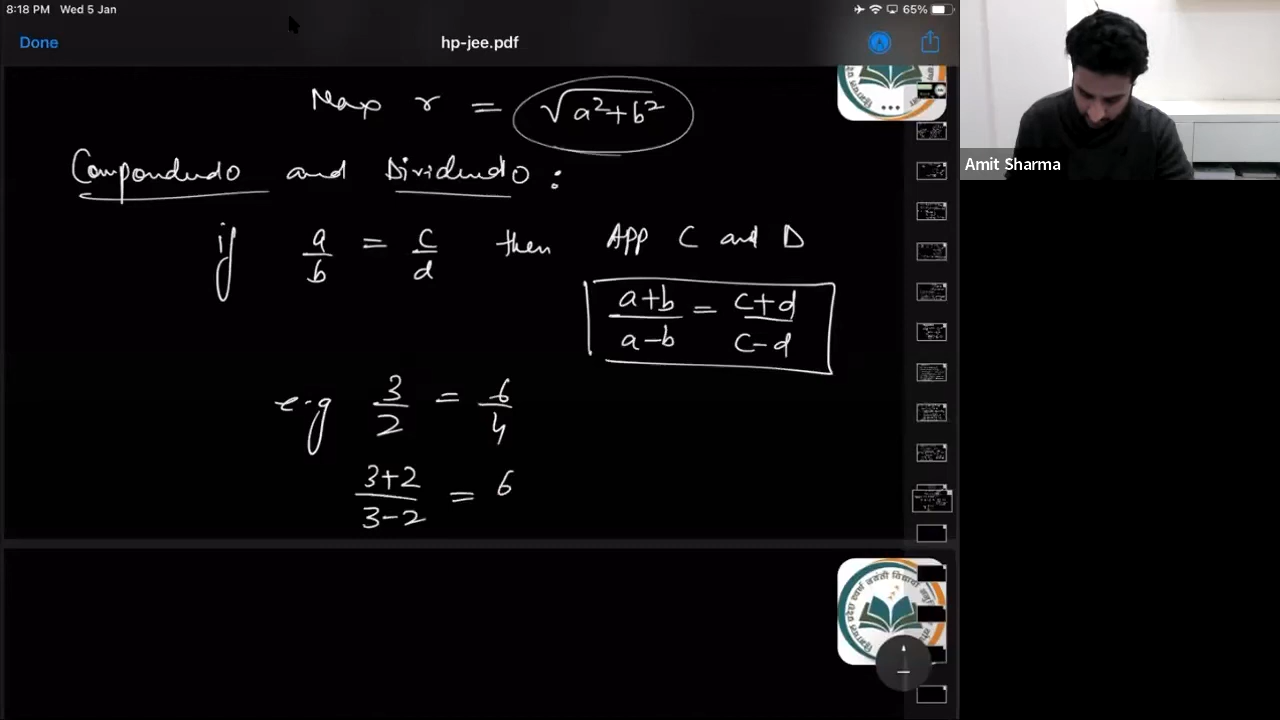 8:18 PM Wed 5 Jan
65%
Done
hp-jee.pdf
Max r = √a²+b²
Amit Sharma
Compondudo and Dividendo :
if a/b = c/d then App C and D
a+b/a-b = c+d/c-d
e.g 3/2 = 6/4
3+2/3-2 = 6